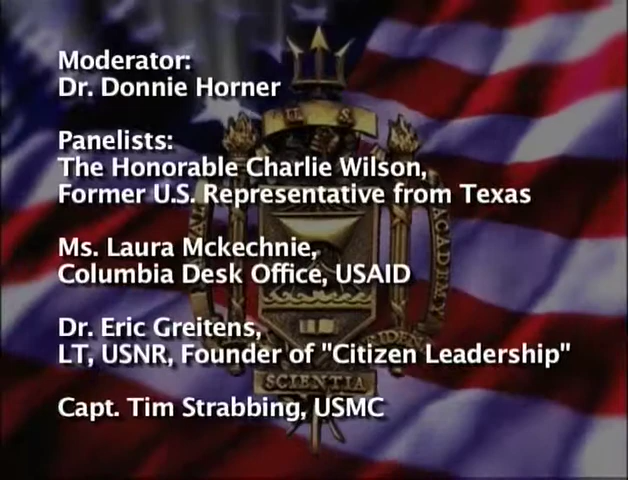 Moderator:
Dr. Donnie Horner
Panelists:
The Honorable Charlie Wilson,
Former U.S. Representative from Texas
Ms. Laura Mckechnie,
Columbia Desk Office, USAID
Dr. Eric Greitens,
LT, USNR, Founder of "Citizen Leadership"
Capt. Tim Strabbing, USMC
U. S.
ACADEMY
SCIENTIA